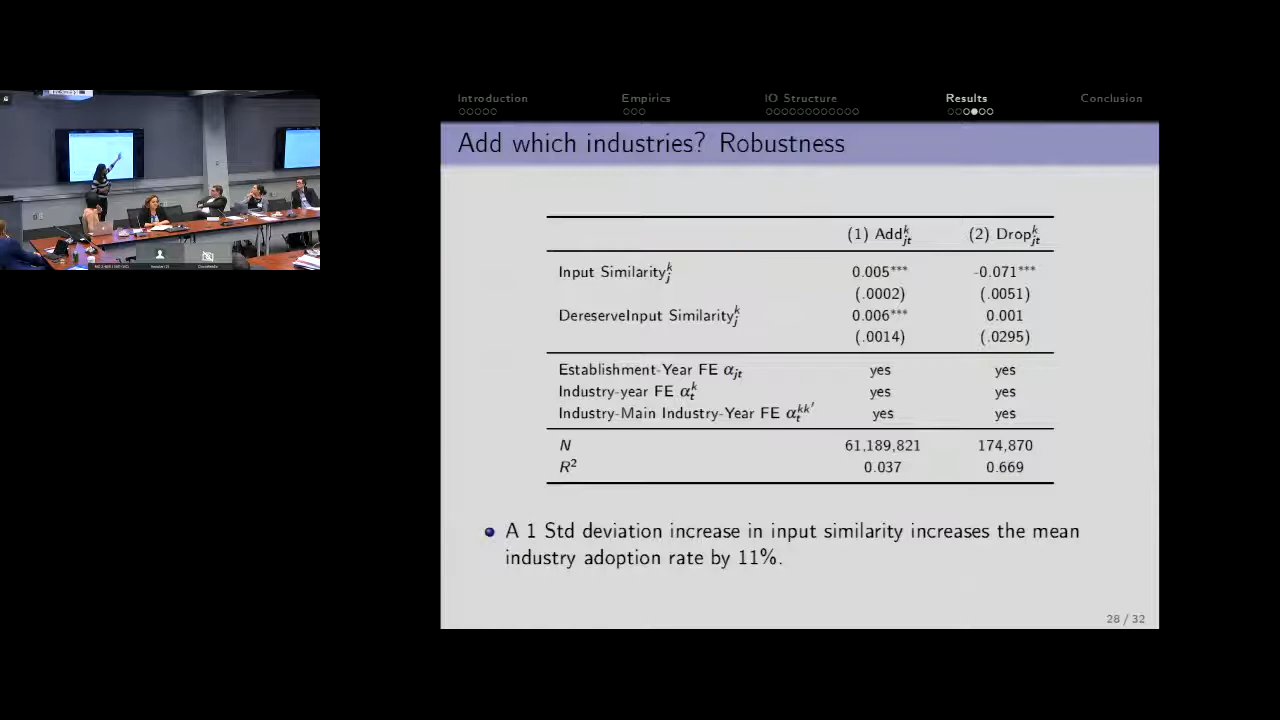 Introduction Empirics IO Structure Results Conclusion
Add which industries? Robustness
(1) Add^k_jt (2) Drop^k_jt
Input Similarity^k_j 0.005*** -0.071***
(.0002) (.0051)
DereserveInput Similarity^k_j 0.006*** 0.001
(.0014) (.0295)
Establishment-Year FE α_jt yes yes
Industry-year FE α^k_t yes yes
Industry-Main Industry-Year FE α^kk′_t yes yes
N 61,189,821 174,870
R² 0.037 0.669
A 1 Std deviation increase in input similarity increases the mean
industry adoption rate by 11%.
28 / 32